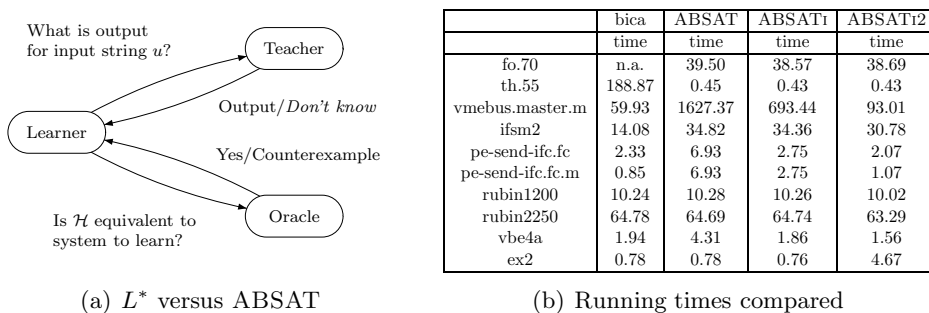 What is output
for input string u?
Teacher
Output/Don't know
Learner
Yes/Counterexample
Is H equivalent to
system to learn?
Oracle
(a) L* versus ABSAT
bica ABSAT ABSATI ABSATI2
time time time time
fo.70 n.a. 39.50 38.57 38.69
th.55 188.87 0.45 0.43 0.43
vmebus.master.m 59.93 1627.37 693.44 93.01
ifsm2 14.08 34.82 34.36 30.78
pe-send-ifc.fc 2.33 6.93 2.75 2.07
pe-send-ifc.fc.m 0.85 6.93 2.75 1.07
rubin1200 10.24 10.28 10.26 10.02
rubin2250 64.78 64.69 64.74 63.29
vbe4a 1.94 4.31 1.86 1.56
ex2 0.78 0.78 0.76 4.67
(b) Running times compared